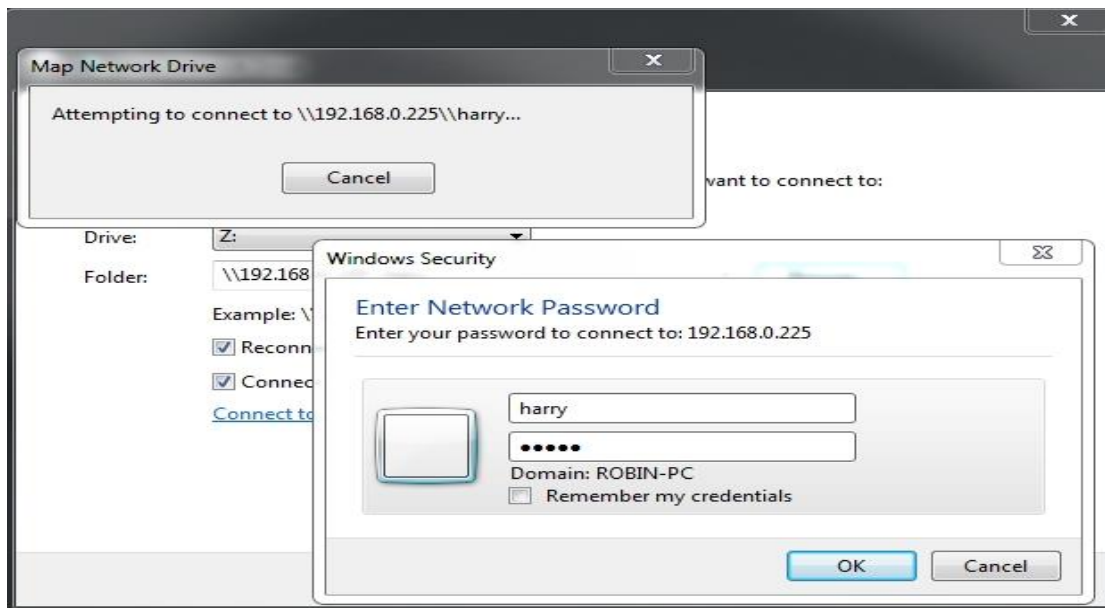 Map Network Drive
Attempting to connect to \\192.168.0.225\\harry...
Cancel
want to connect to:
Drive: Z:
Folder: \\192.168
Example: \
Reconn
Connec
Connect to
Windows Security
Enter Network Password
Enter your password to connect to: 192.168.0.225
harry
•••••
Domain: ROBIN-PC
Remember my credentials
OK Cancel